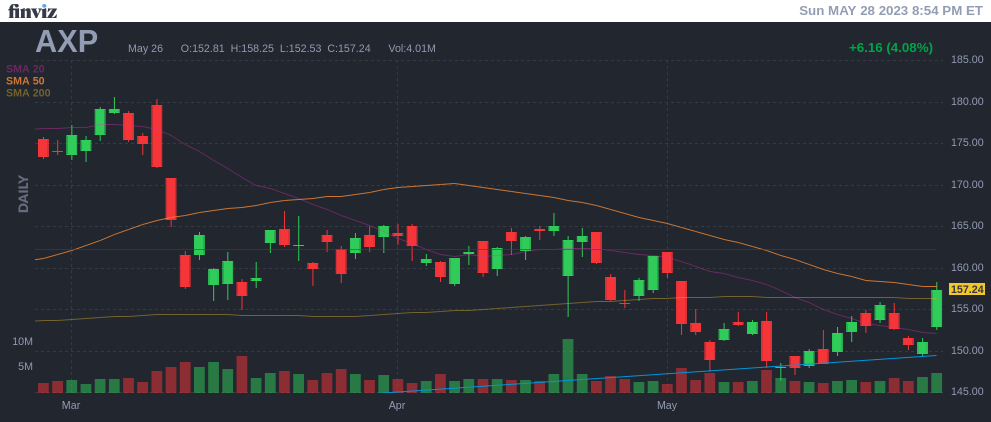 finviz
Sun MAY 28 2023 8:54 PM ET
AXP
May 26 O:152.81 H:158.25 L:152.53 C:157.24 Vol:4.01M
+6.16 (4.08%)
SMA 20
SMA 50
SMA 200
DAILY
185.00
180.00
175.00
170.00
165.00
160.00
157.24
155.00
150.00
145.00
10M
5M
Mar
Apr
May